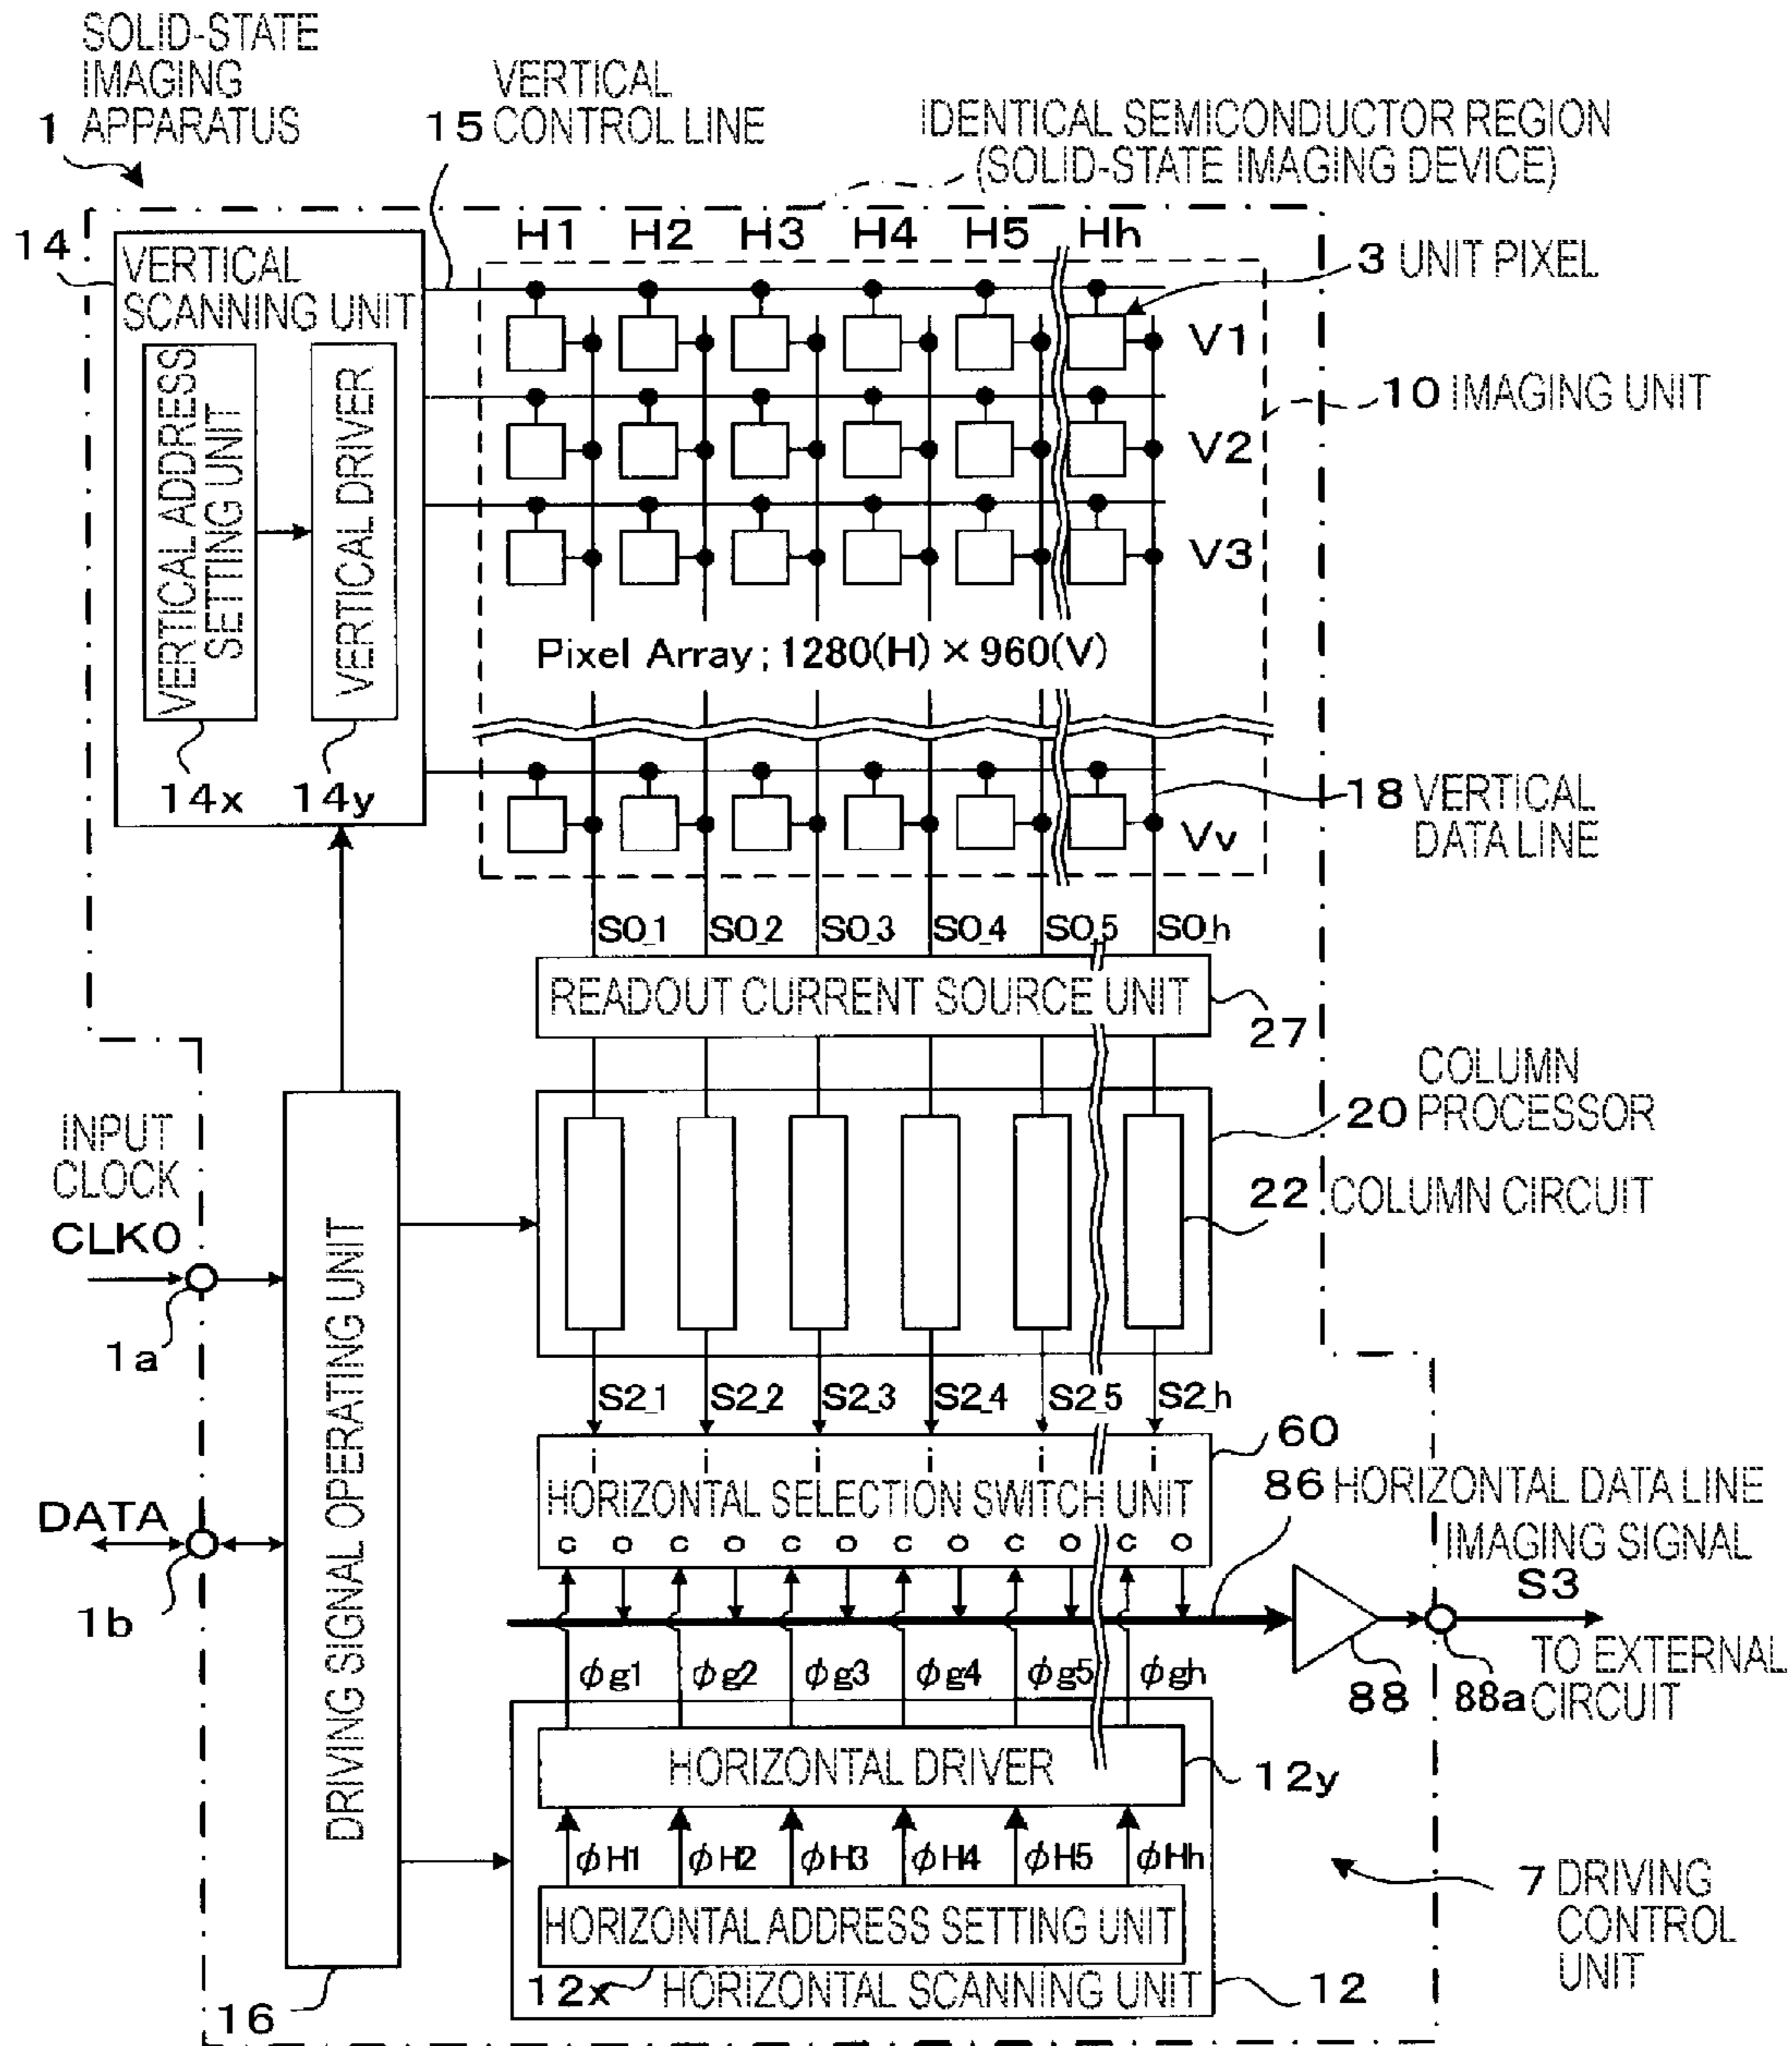 SOLID-STATE
IMAGING
APPARATUS
1
15
VERTICAL
CONTROL LINE
IDENTICAL SEMICONDUCTOR REGION
(SOLID-STATE IMAGING DEVICE)
14
VERTICAL
SCANNING UNIT
H1 H2 H3 H4 H5 Hh
3 UNIT PIXEL
V1
10 IMAGING UNIT
VERTICAL ADDRESS
SETTING UNIT
VERTICAL DRIVER
V2
V3
Pixel Array; 1280(H) × 960(V)
14x 14y
18 VERTICAL
DATA LINE
Vv
S0_1 S0_2 S0_3 S0_4 S0_5 S0_h
READOUT CURRENT SOURCE UNIT
27
COLUMN
20 PROCESSOR
INPUT
CLOCK
CLK0
22 COLUMN CIRCUIT
1a
DRIVING SIGNAL OPERATING UNIT
S2_1 S2_2 S2_3 S2_4 S2_5 S2_h
60
i i i i i i
HORIZONTAL SELECTION SWITCH UNIT
86 HORIZONTAL DATA LINE
c o c o c o c o c o c o
DATA
1b
IMAGING SIGNAL
S3
88
88a
TO EXTERNAL
CIRCUIT
ϕg1 ϕg2 ϕg3 ϕg4 ϕg5 ϕgh
HORIZONTAL DRIVER
12y
ϕH1 ϕH2 ϕH3 ϕH4 ϕH5 ϕHh
7 DRIVING
CONTROL
UNIT
HORIZONTAL ADDRESS SETTING UNIT
12x
HORIZONTAL SCANNING UNIT
12
16